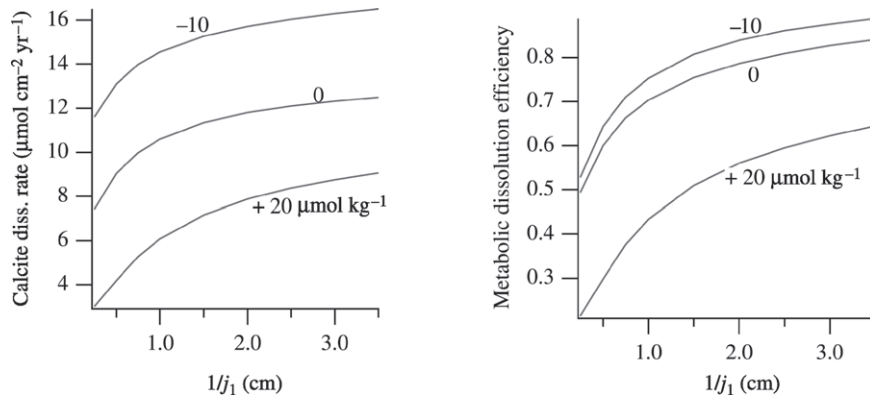 Calcite diss. rate (μmol cm⁻² yr⁻¹)
16
14
12
10
8
6
4
–10
0
+ 20 μmol kg⁻¹
1.0 2.0 3.0
1/j₁ (cm)
Metabolic dissolution efficiency
0.8
0.7
0.6
0.5
0.4
0.3
–10
0
+ 20 μmol kg⁻¹
1.0 2.0 3.0
1/j₁ (cm)